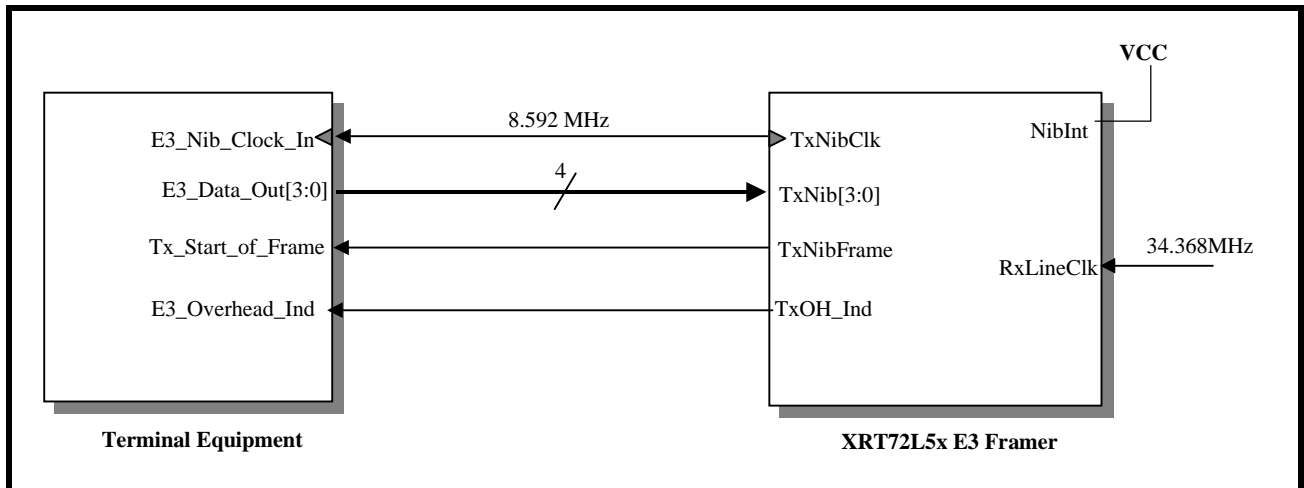 VCC
8.592 MHz
E3_Nib_Clock_In
TxNibClk
NibInt
4
E3_Data_Out[3:0]
TxNib[3:0]
Tx_Start_of_Frame
TxNibFrame
34.368MHz
RxLineClk
E3_Overhead_Ind
TxOH_Ind
Terminal Equipment
XRT72L5x E3 Framer